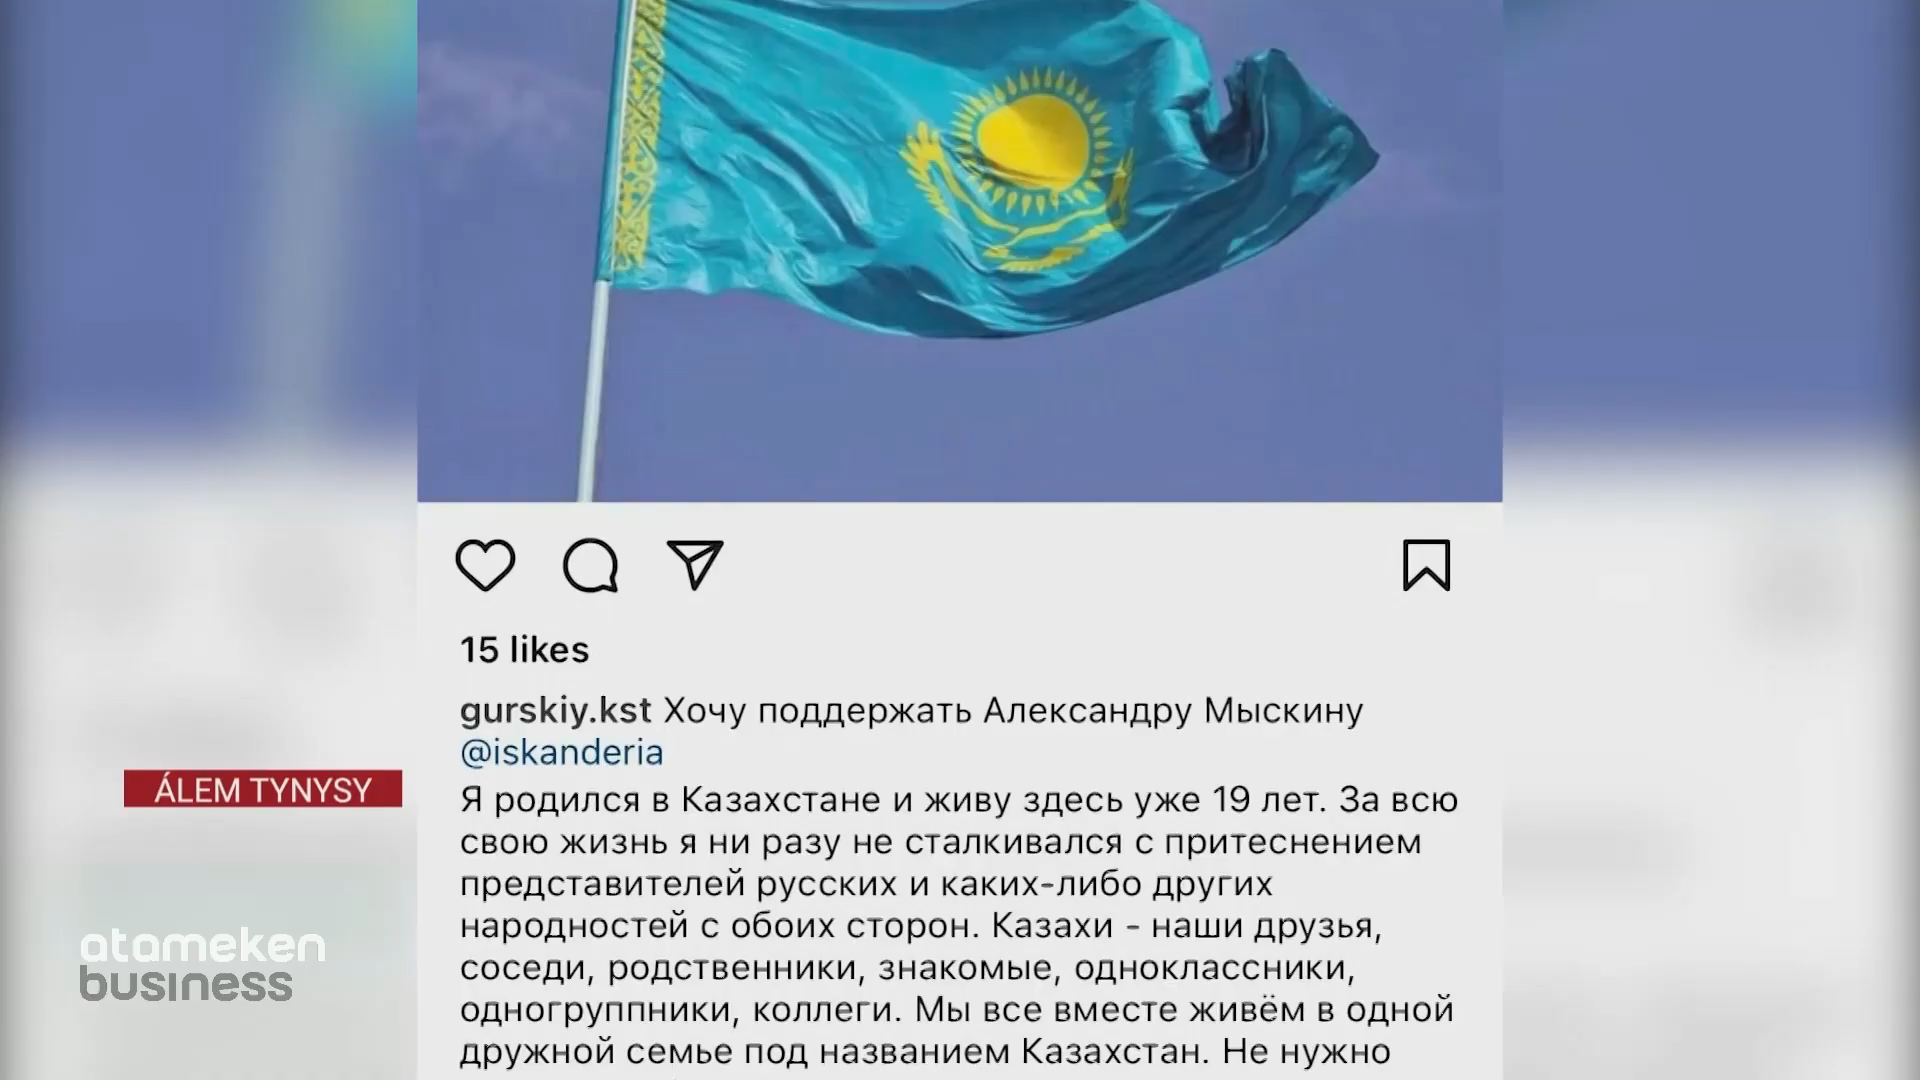 15 likes
gurskiy.kst Хочу поддержать Александру Мыскину
@iskanderia
Я родился в Казахстане и живу здесь уже 19 лет. За всю
свою жизнь я ни разу не сталкивался с притеснением
представителей русских и каких-либо других
народностей с обоих сторон. Казахи - наши друзья,
соседи, родственники, знакомые, одноклассники,
одногруппники, коллеги. Мы все вместе живём в одной
дружной семье под названием Казахстан. Не нужно
ÁLEM TYNYSY
atameken
business